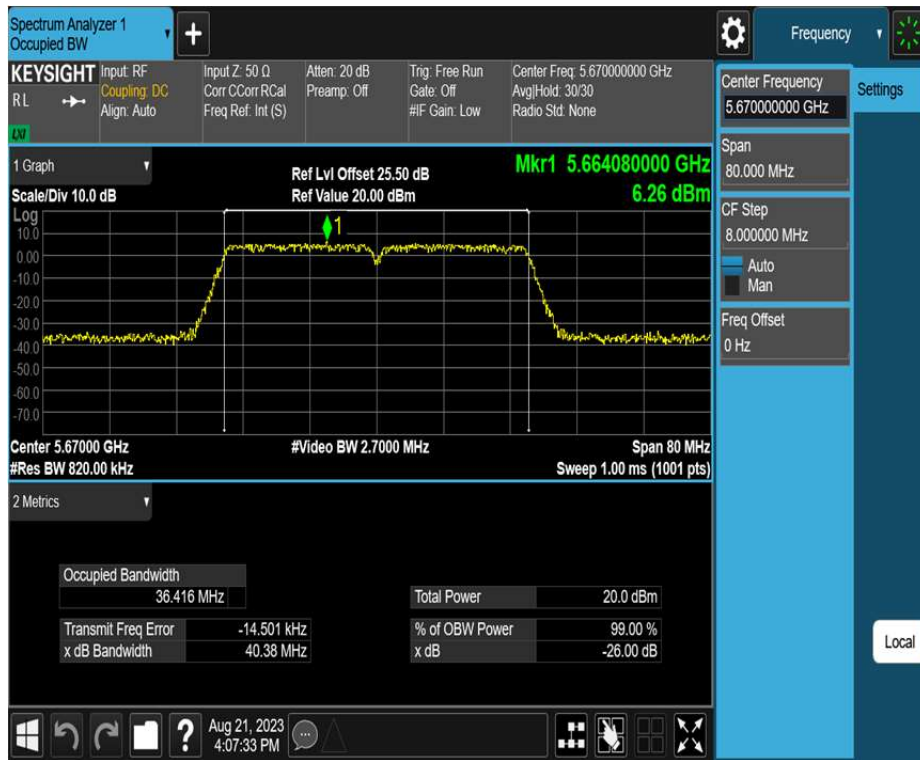 Spectrum Analyzer 1
Occupied BW
+
Frequency
KEYSIGHT
RL
LXI
Input: RF
Coupling: DC
Align: Auto
Input Z: 50 Ω
Corr CCorr RCal
Freq Ref: Int (S)
Atten: 20 dB
Preamp: Off
Trig: Free Run
Gate: Off
#IF Gain: Low
Center Freq: 5.670000000 GHz
Avg|Hold: 30/30
Radio Std: None
Center Frequency
5.670000000 GHz
Settings
Span
80.000 MHz
CF Step
8.000000 MHz
Auto
Man
Freq Offset
0 Hz
Local
1 Graph
Scale/Div 10.0 dB
Ref Lvl Offset 25.50 dB
Ref Value 20.00 dBm
Mkr1 5.664080000 GHz
6.26 dBm
Log
1
10.0
0.00
-10.0
-20.0
-30.0
-40.0
-50.0
-60.0
-70.0
Center 5.67000 GHz
#Video BW 2.7000 MHz
Span 80 MHz
#Res BW 820.00 kHz
Sweep 1.00 ms (1001 pts)
2 Metrics
Occupied Bandwidth
36.416 MHz
Total Power 20.0 dBm
Transmit Freq Error -14.501 kHz
% of OBW Power 99.00 %
x dB Bandwidth 40.38 MHz
x dB -26.00 dB
?
Aug 21, 2023
4:07:33 PM